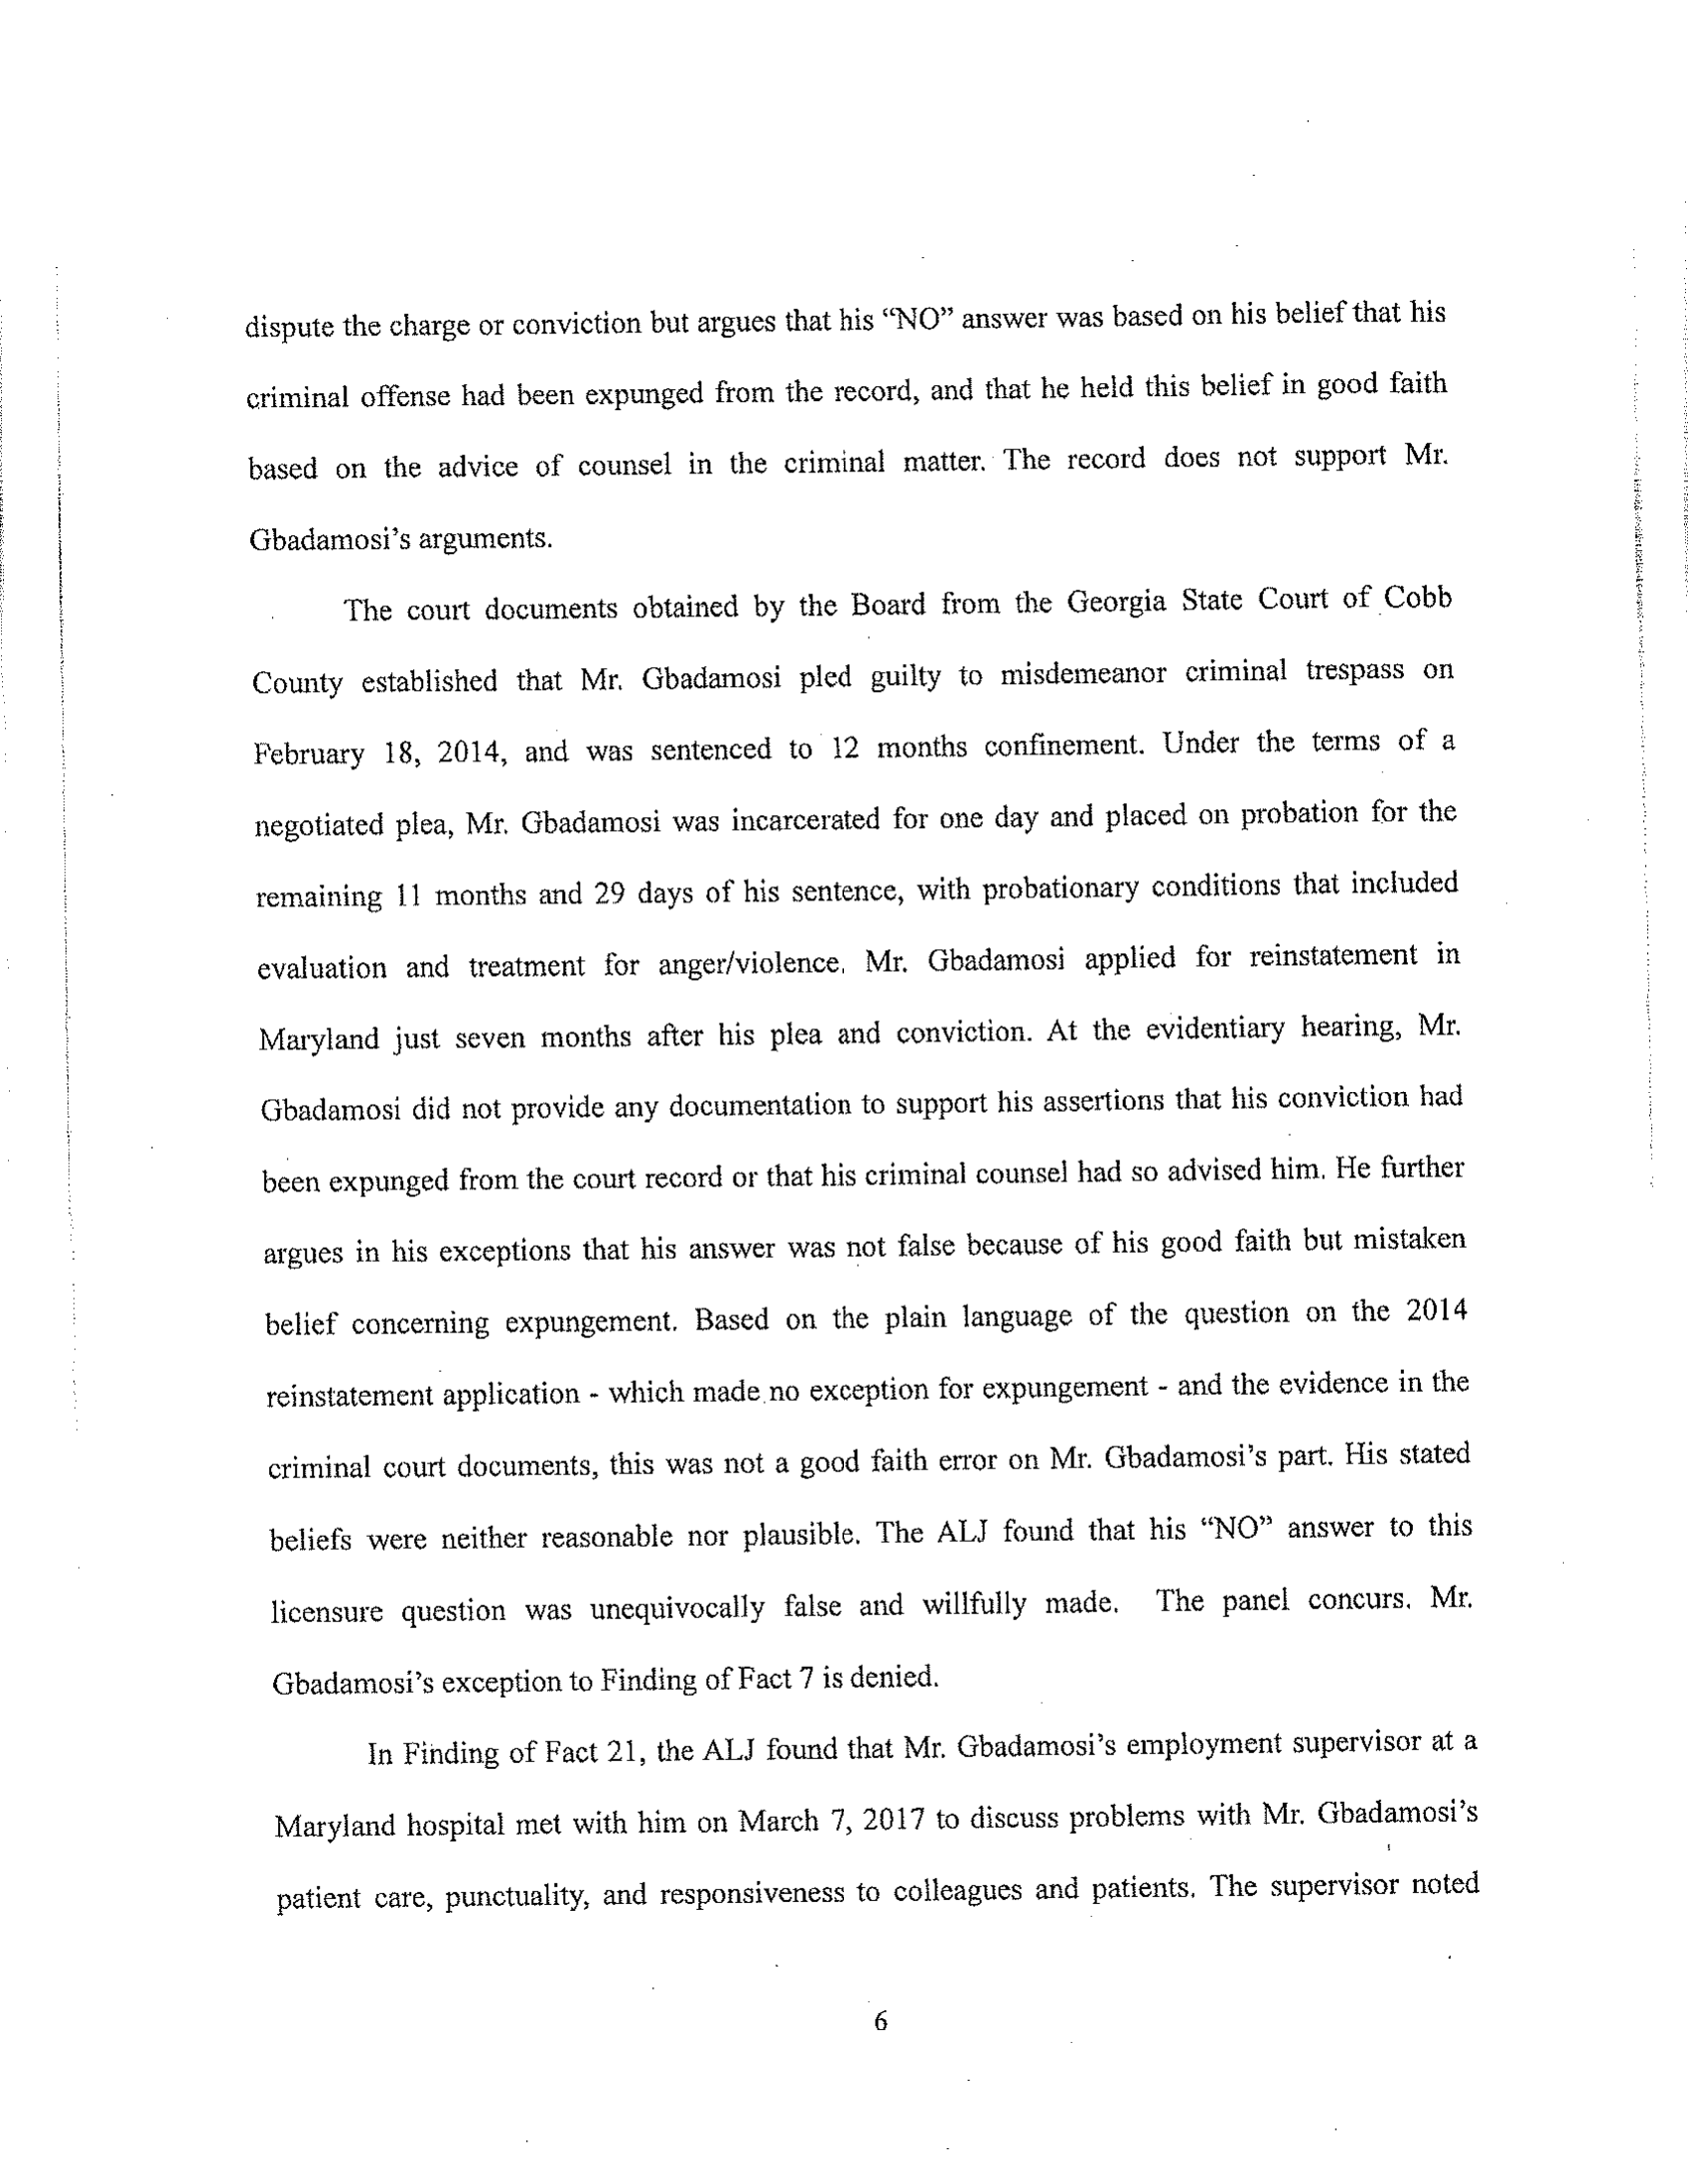 dispute the charge or conviction but argues that his “NO” answer was based on his belief that his
criminal offense had been expunged from the record, and that he held this belief in good faith
based on the advice of counsel in the criminal matter. The record does not support Mr.
Gbadamosi’s arguments.
The court documents obtained by the Board from the Georgia State Court of Cobb
County established that Mr. Gbadamosi pled guilty to misdemeanor criminal trespass on
February 18, 2014, and was sentenced to 12 months confinement. Under the terms of a
negotiated plea, Mr. Gbadamosi was incarcerated for one day and placed on probation for the
remaining 11 months and 29 days of his sentence, with probationary conditions that included
evaluation and treatment for anger/violence. Mr. Gbadamosi applied for reinstatement in
Maryland just seven months after his plea and conviction. At the evidentiary hearing, Mr.
Gbadamosi did not provide any documentation to support his assertions that his conviction had
been expunged from the court record or that his criminal counsel had so advised him. He further
argues in his exceptions that his answer was not false because of his good faith but mistaken
belief concerning expungement. Based on the plain language of the question on the 2014
reinstatement application - which made no exception for expungement - and the evidence in the
criminal court documents, this was not a good faith error on Mr. Gbadamosi’s part. His stated
beliefs were neither reasonable nor plausible. The ALJ found that his “NO” answer to this
licensure question was unequivocally false and willfully made. The panel concurs. Mr.
Gbadamosi’s exception to Finding of Fact 7 is denied.
In Finding of Fact 21, the ALJ found that Mr. Gbadamosi’s employment supervisor at a
Maryland hospital met with him on March 7, 2017 to discuss problems with Mr. Gbadamosi’s
patient care, punctuality, and responsiveness to colleagues and patients. The supervisor noted
6